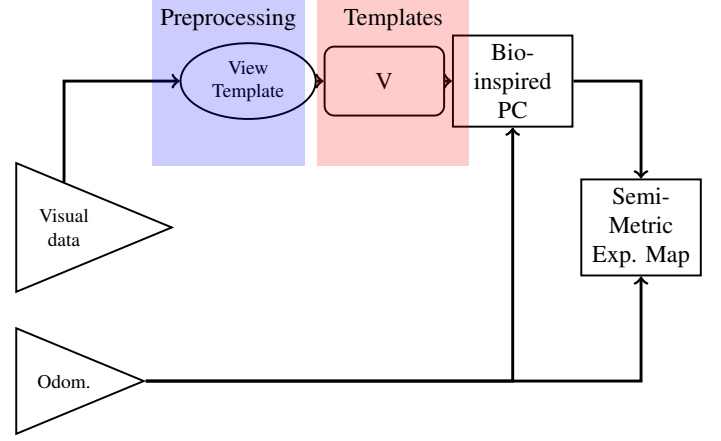 Preprocessing
Templates
View
Template
V
Bio-
inspired
PC
Visual
data
Semi-
Metric
Exp. Map
Odom.